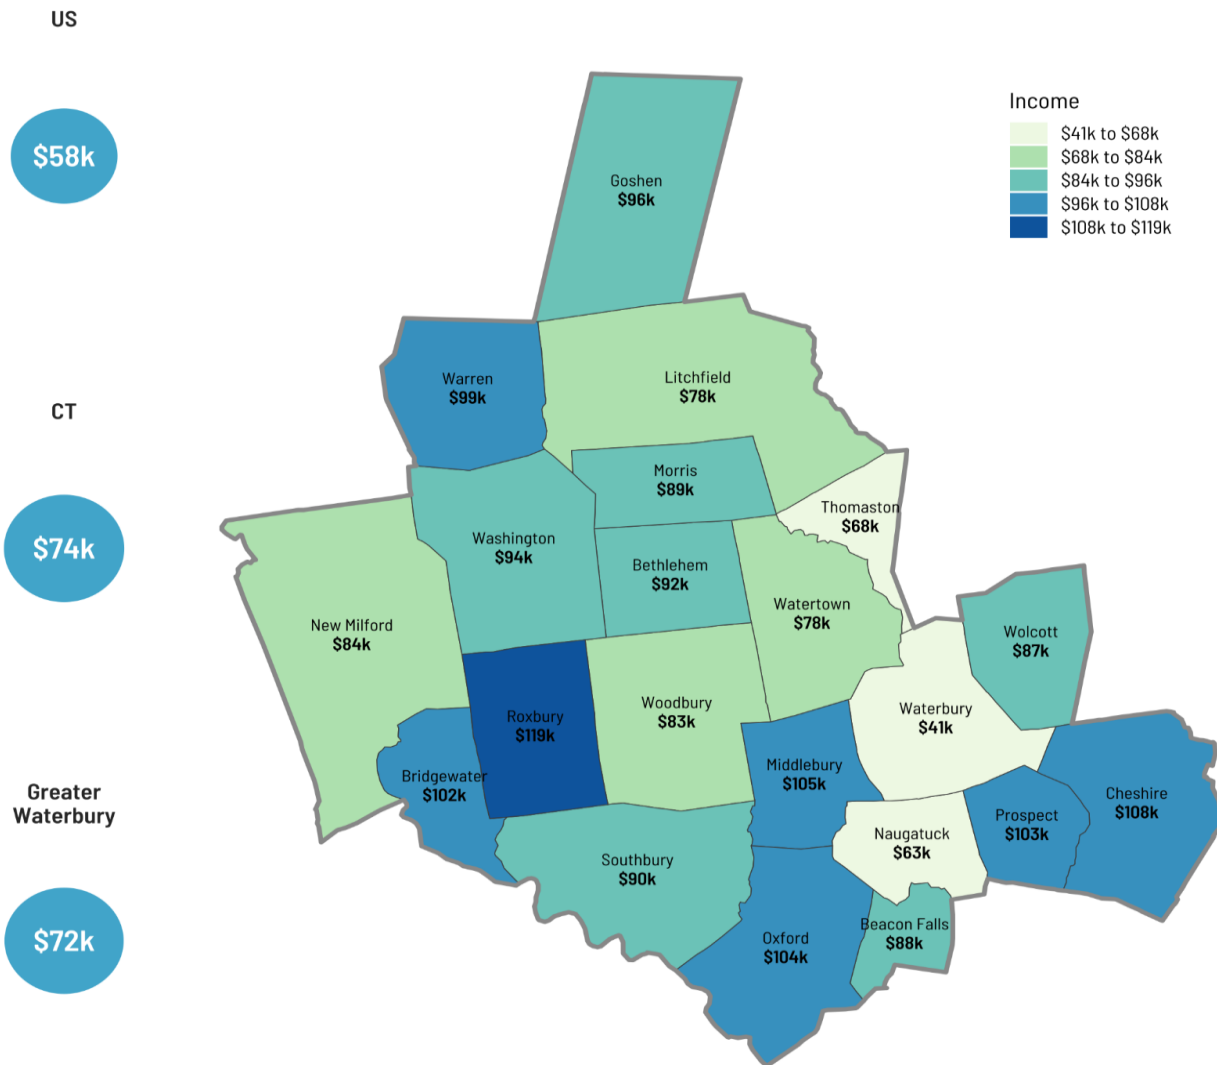 US
$58k
CT
$74k
Greater
Waterbury
$72k
Income
$41k to $68k
$68k to $84k
$84k to $96k
$96k to $108k
$108k to $119k
Goshen
$96k
Warren
$99k
Litchfield
$78k
Morris
$89k
Thomaston
$68k
Washington
$94k
Bethlehem
$92k
Watertown
$78k
New Milford
$84k
Wolcott
$87k
Roxbury
$119k
Woodbury
$83k
Waterbury
$41k
Bridgewater
$102k
Middlebury
$105k
Cheshire
$108k
Prospect
$103k
Naugatuck
$63k
Southbury
$90k
Oxford
$104k
Beacon Falls
$88k